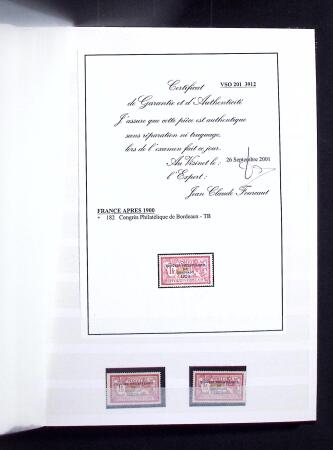 Certificat VSO 201 3912
de Garantie et d'Authenticité
J'assure que cette pièce est authentique
sans réparation ni truquage,
lors de l'examen fait ce jour.
Au Vésinet le : 26 Septembre 2001
l'Expert:
Jean Claude
FRANCE APRES 1900
* 182 Congrès Philatélique de Bordeaux - TB